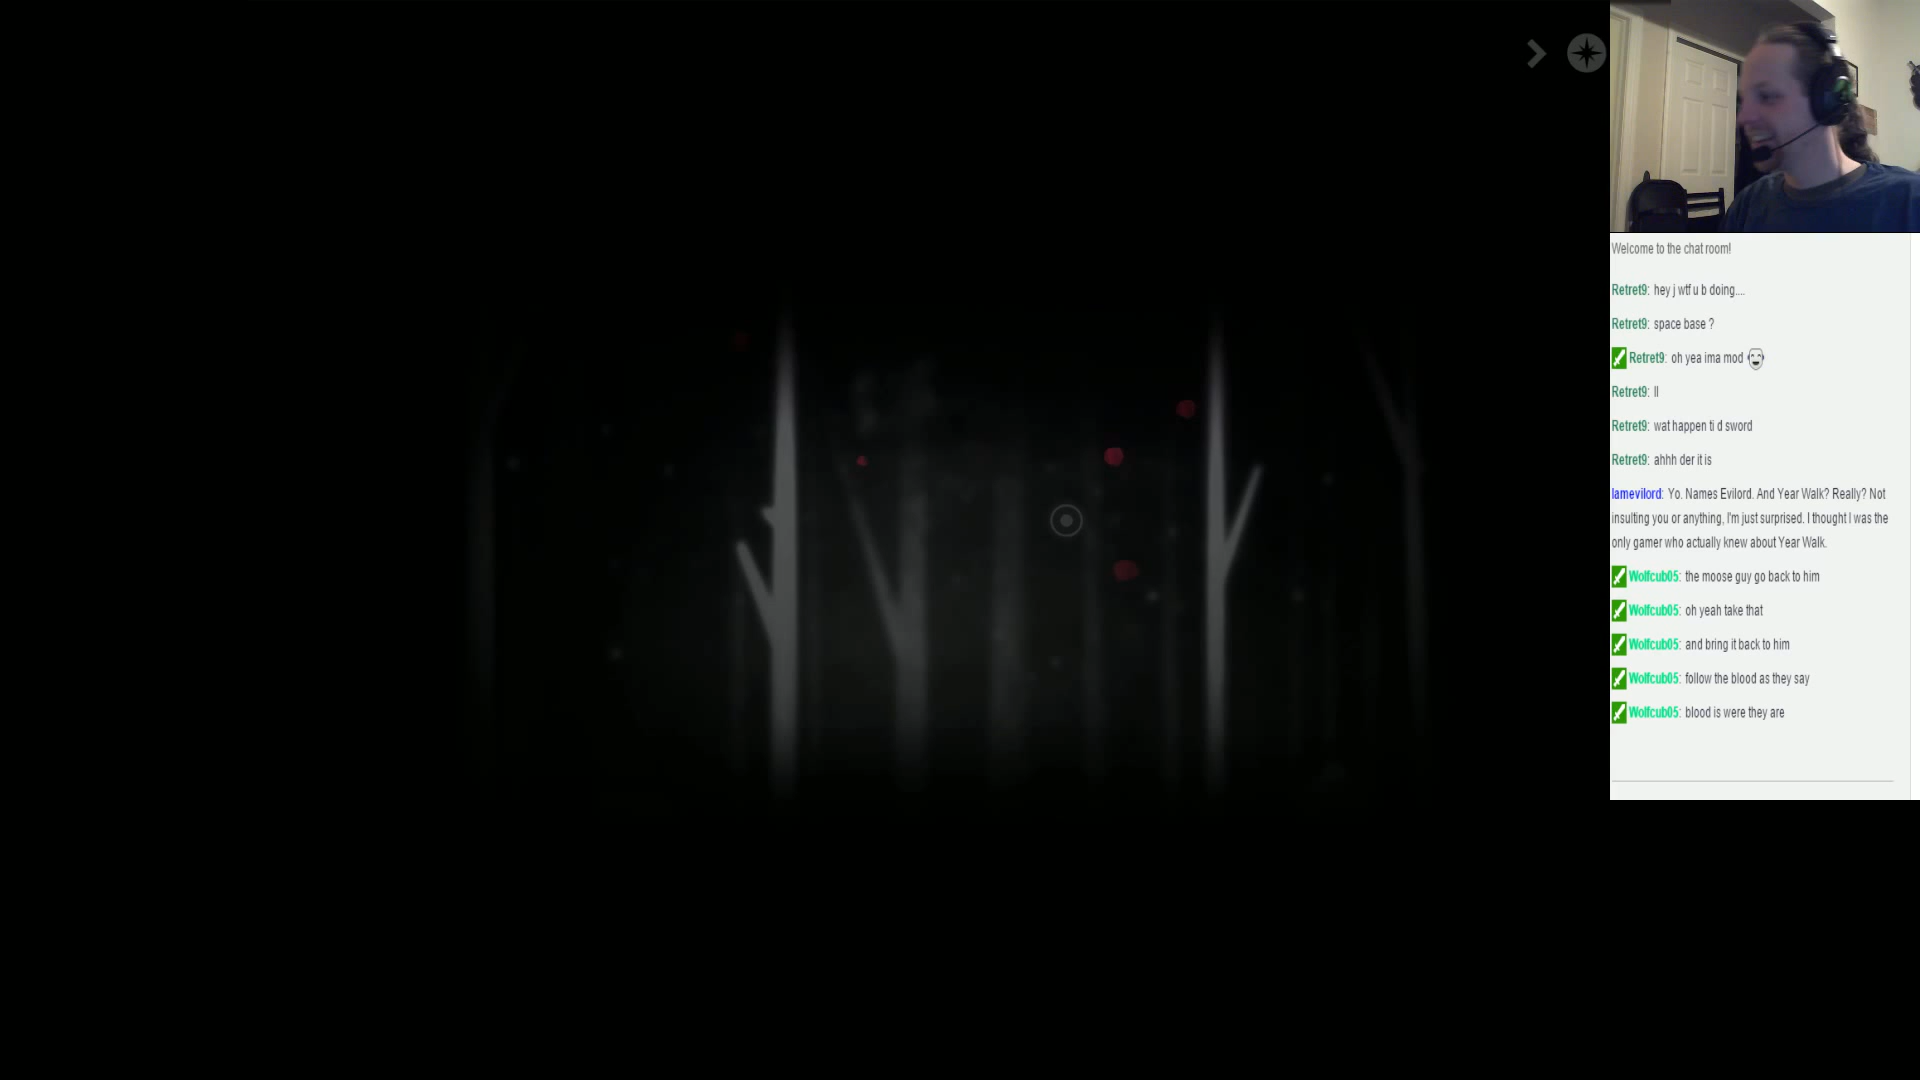 Welcome to the chat room!
Retret9: hey j wtf u b doing....
Retret9: space base ?
Retret9: oh yea ima mod
Retret9: ll
Retret9: wat happen ti d sword
Retret9: ahhh der it is
Iamevilord: Yo. Names Evilord. And Year Walk? Really? Not
insulting you or anything, I'm just surprised. I thought I was the
only gamer who actually knew about Year Walk.
Wolfcub05: the moose guy go back to him
Wolfcub05: oh yeah take that
Wolfcub05: and bring it back to him
Wolfcub05: follow the blood as they say
Wolfcub05: blood is were they are